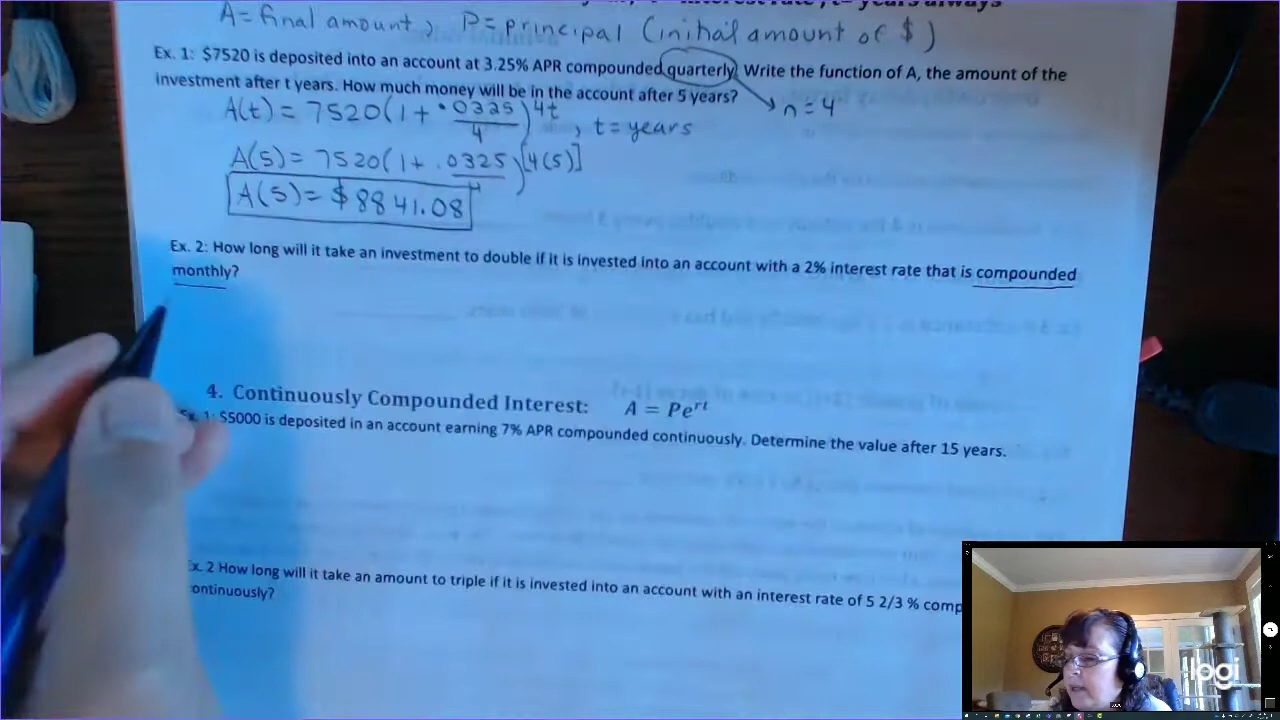 years always
A = final amount, P = principal (initial amount of $)
Ex. 1: $7520 is deposited into an account at 3.25% APR compounded quarterly. Write the function of A, the amount of the
investment after t years. How much money will be in the account after 5 years?
n = 4
A(t) = 7520(1 + .0325/4)^4t, t = years
A(5) = 7520(1 + .0325/4)^[4(5)]
A(5) = $8841.08
Ex. 2: How long will it take an investment to double if it is invested into an account with a 2% interest rate that is compounded
monthly?
4. Continuously Compounded Interest: A = Pe^rt
Ex. 1: $5000 is deposited in an account earning 7% APR compounded continuously. Determine the value after 15 years.
x. 2 How long will it take an amount to triple if it is invested into an account with an interest rate of 5 2/3 % comp
ontinuously?
logi